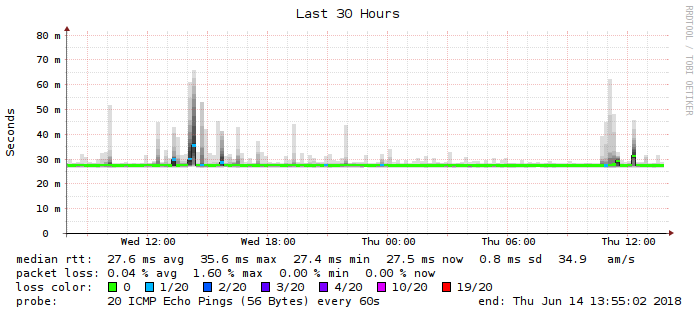 Last 30 Hours
RRDTOOL / TOBI OETIKER
Seconds
80 m
70 m
60 m
50 m
40 m
30 m
20 m
10 m
0
Wed 12:00 Wed 18:00 Thu 00:00 Thu 06:00 Thu 12:00
median rtt: 27.6 ms avg 35.6 ms max 27.4 ms min 27.5 ms now 0.8 ms sd 34.9 am/s
packet loss: 0.04 % avg 1.60 % max 0.00 % min 0.00 % now
loss color: 0 1/20 2/20 3/20 4/20 10/20 19/20
probe: 20 ICMP Echo Pings (56 Bytes) every 60s end: Thu Jun 14 13:55:02 2018